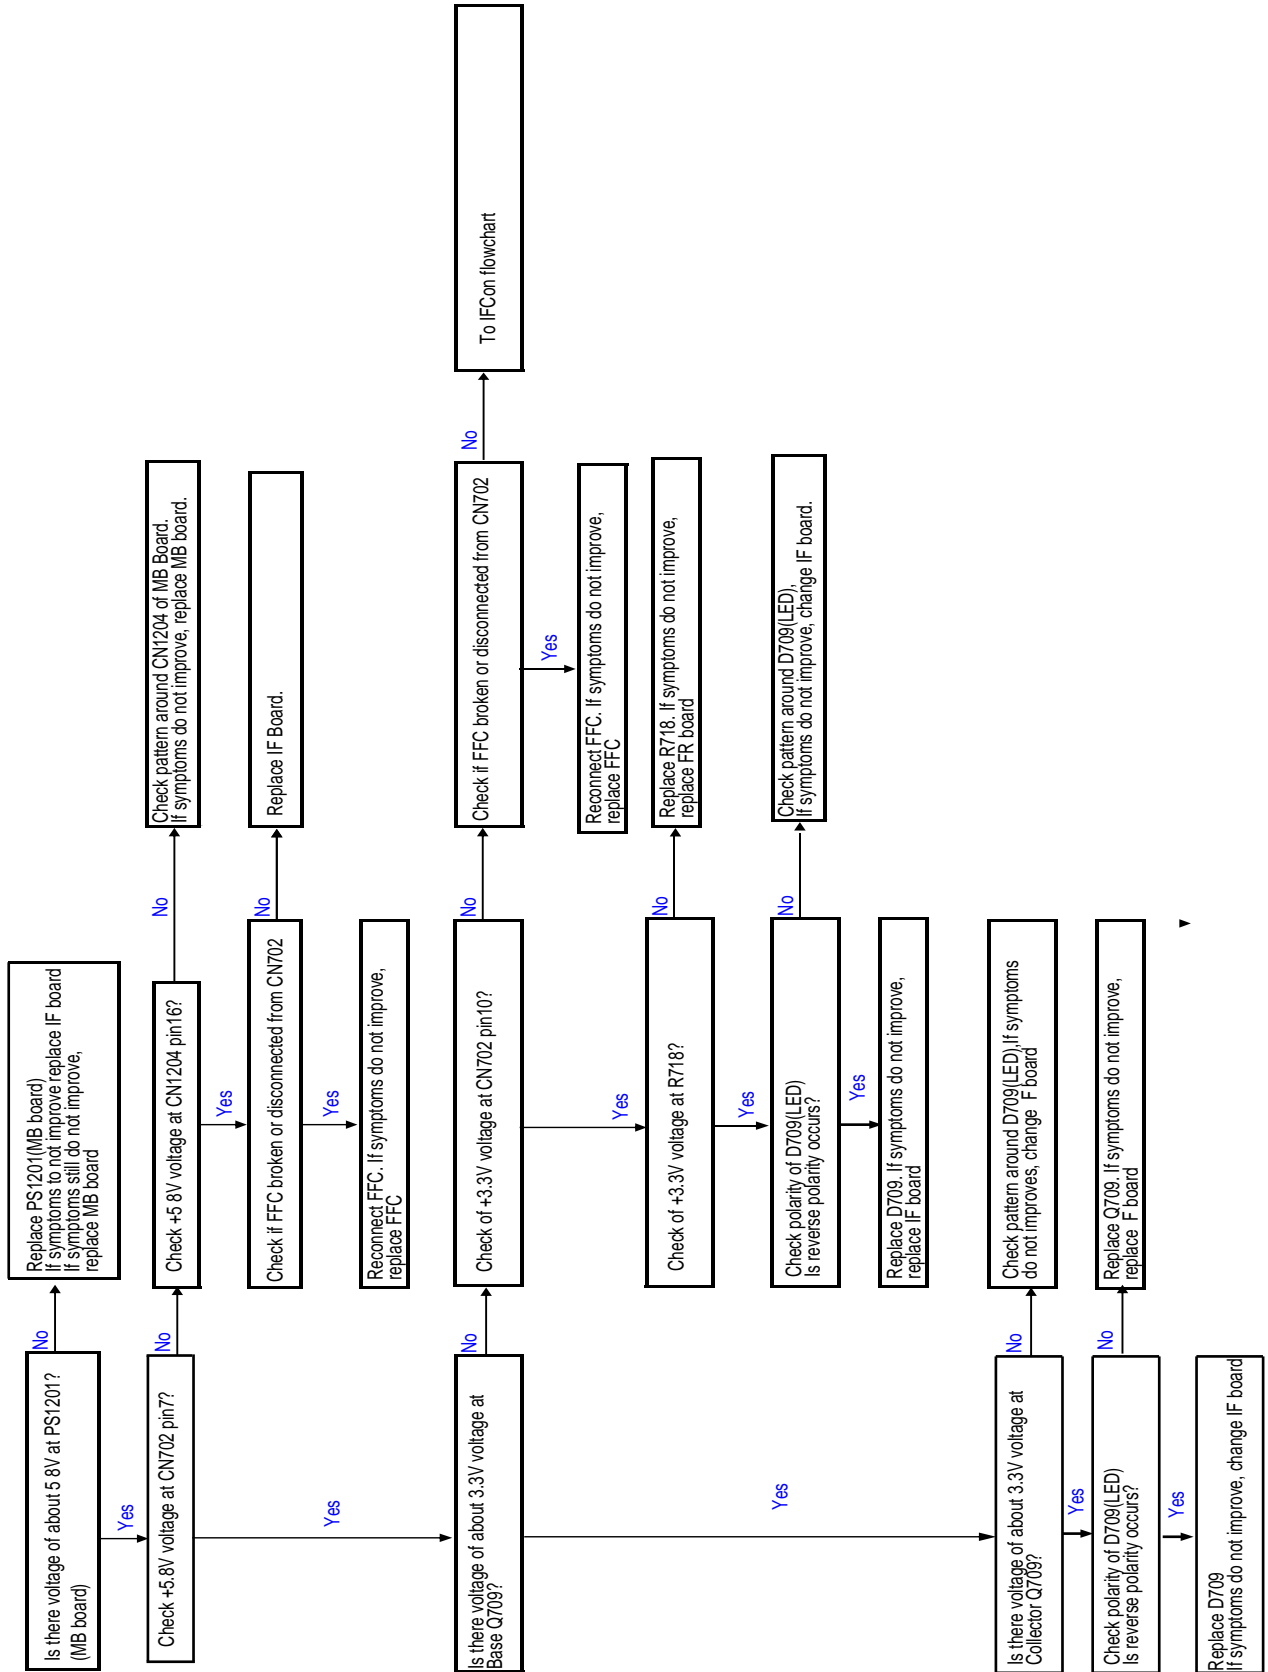 Is there voltage of about 5 8V at PS1201?
(MB board)
No
Replace PS1201(MB board)
If symptoms to not improve replace IF board
If symptoms still do not improve,
replace MB board
Yes
Check +5.8V voltage at CN702 pin7?
No
Check +5 8V voltage at CN1204 pin16?
No
Check pattern around CN1204 of MB Board.
If symptoms do not improve, replace MB board.
Yes
Check if FFC broken or disconnected from CN702
No
Replace IF Board.
Yes
Reconnect FFC. If symptoms do not improve,
replace FFC
Yes
Is there voltage of about 3.3V voltage at
Base Q709?
No
Check of +3.3V voltage at CN702 pin10?
No
Check if FFC broken or disconnected from CN702
No
To IFCon flowchart
Yes
Reconnect FFC. If symptoms do not improve,
replace FFC
Yes
Check of +3.3V voltage at R718?
No
Replace R718. If symptoms do not improve,
replace FR board
Yes
Check polarity of D709(LED)
Is reverse polarity occurs?
No
Check pattern around D709(LED),
If symptoms do not improve, change IF board.
Yes
Replace D709. If symptoms do not improve,
replace IF board
Yes
Is there voltage of about 3.3V voltage at
Collector Q709?
No
Check pattern around D709(LED),If symptoms
do not improves, change F board
Yes
Check polarity of D709(LED)
Is reverse polarity occurs?
No
Replace Q709. If symptoms do not improve,
replace F board
Yes
Replace D709
If symptoms do not improve, change IF board